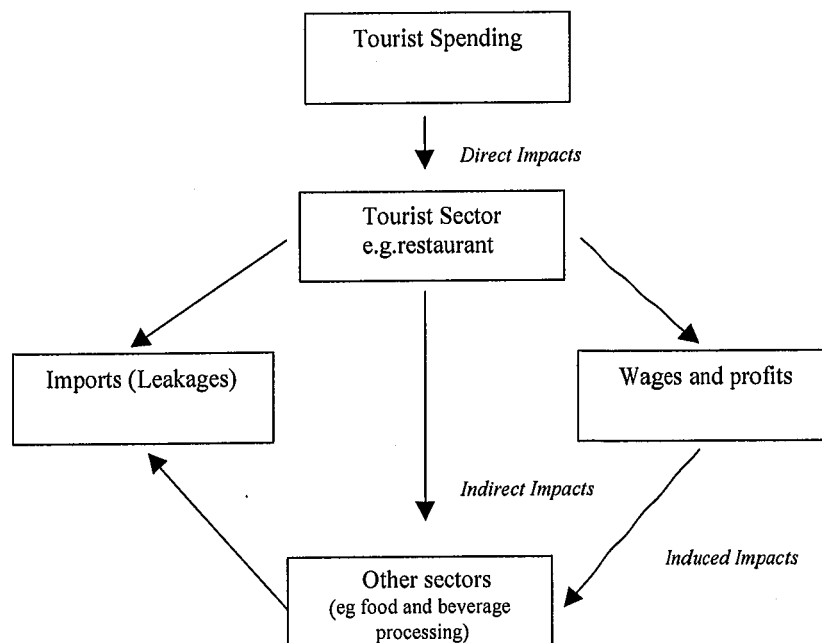 Tourist Spending
Direct Impacts
Tourist Sector
e.g.restaurant
Imports (Leakages)
Wages and profits
Indirect Impacts
Induced Impacts
Other sectors
(eg food and beverage
processing)